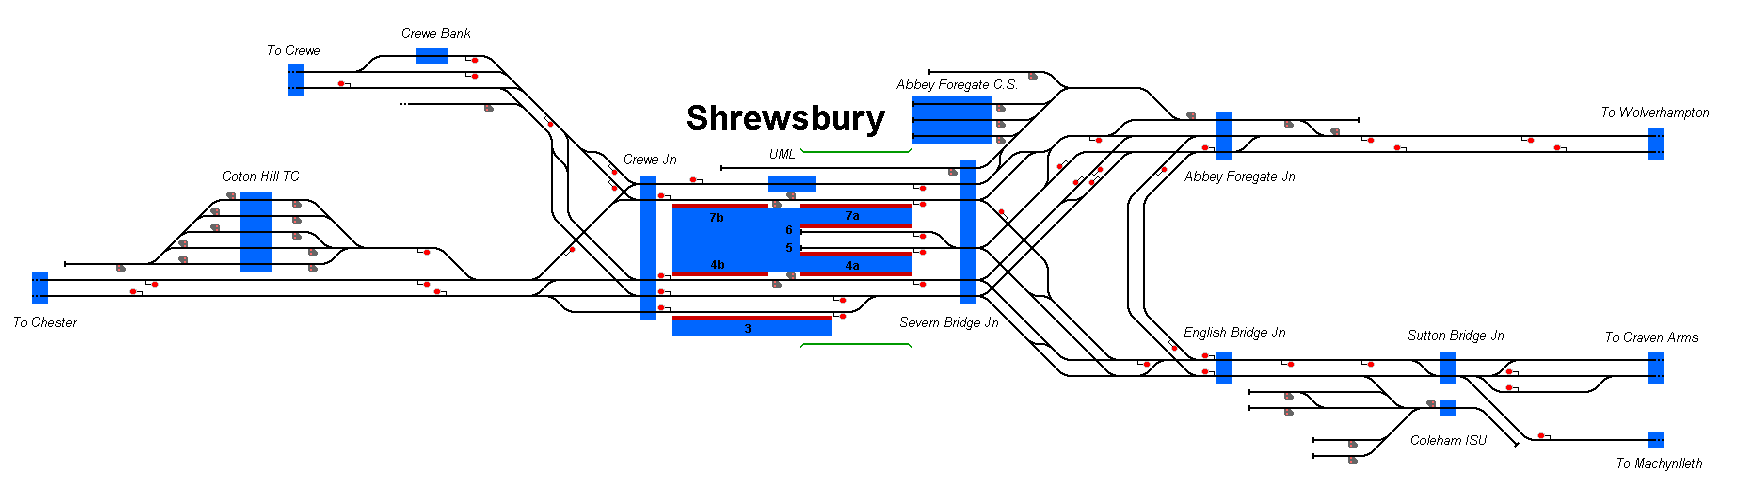 Crewe Bank
To Crewe
Abbey Foregate C.S.
Shrewsbury
To Wolverhampton
Crewe Jn
UML
Coton Hill TC
Abbey Foregate Jn
7b
7a
6
5
4b
4a
To Chester
3
Severn Bridge Jn
English Bridge Jn
Sutton Bridge Jn
To Craven Arms
Coleham ISU
To Machynlleth